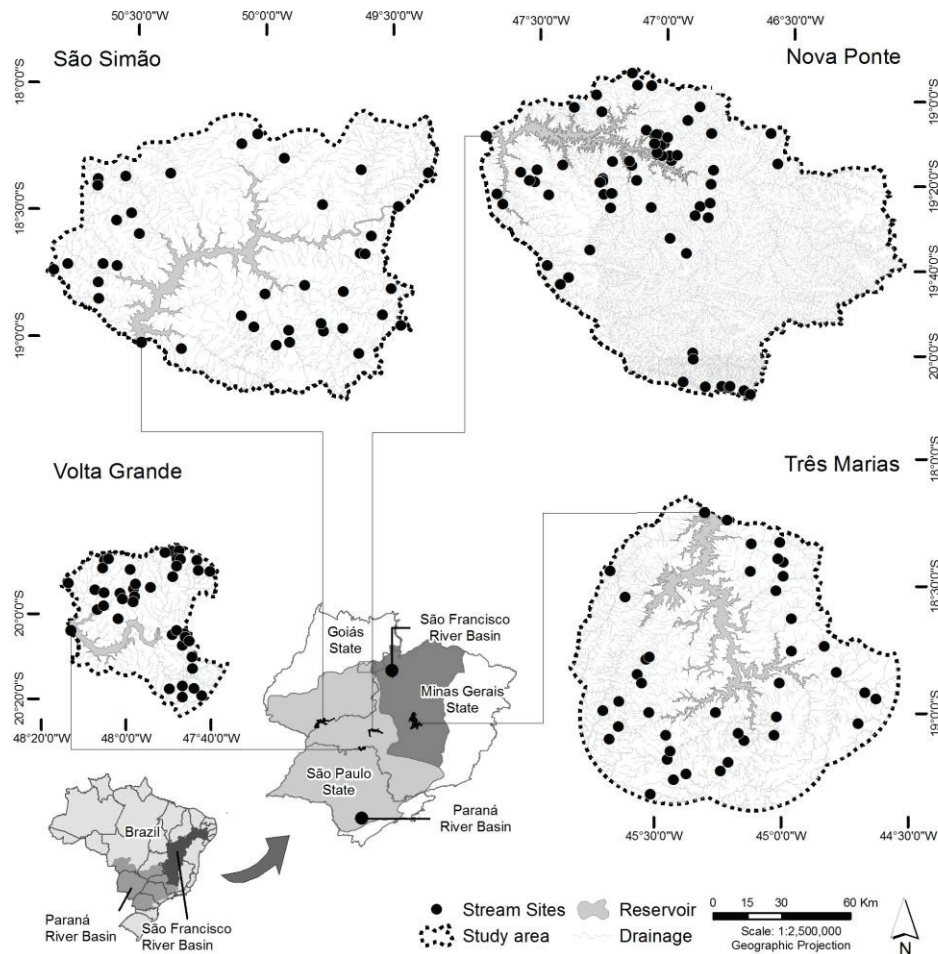 50°30'0"W 50°0'0"W 49°30'0"W
47°30'0"W 47°0'0"W 46°30'0"W
São Simão
Nova Ponte
18°0'0"S
18°30'0"S
19°0'0"S
19°0'0"S
19°20'0"S
19°40'0"S
20°0'0"S
Volta Grande
Três Marias
20°0'0"S
20°20'0"S
48°20'0"W 48°0'0"W 47°40'0"W
18°0'0"S
18°30'0"S
19°0'0"S
45°30'0"W 45°0'0"W 44°30'0"W
Goiás
State
São Francisco
River Basin
Minas Gerais
State
São Paulo
State
Paraná
River Basin
Brazil
Paraná
River Basin
São Francisco
River Basin
Stream Sites
Study area
Reservoir
Drainage
0 15 30 60 Km
Scale: 1:2,500,000
Geographic Projection
N